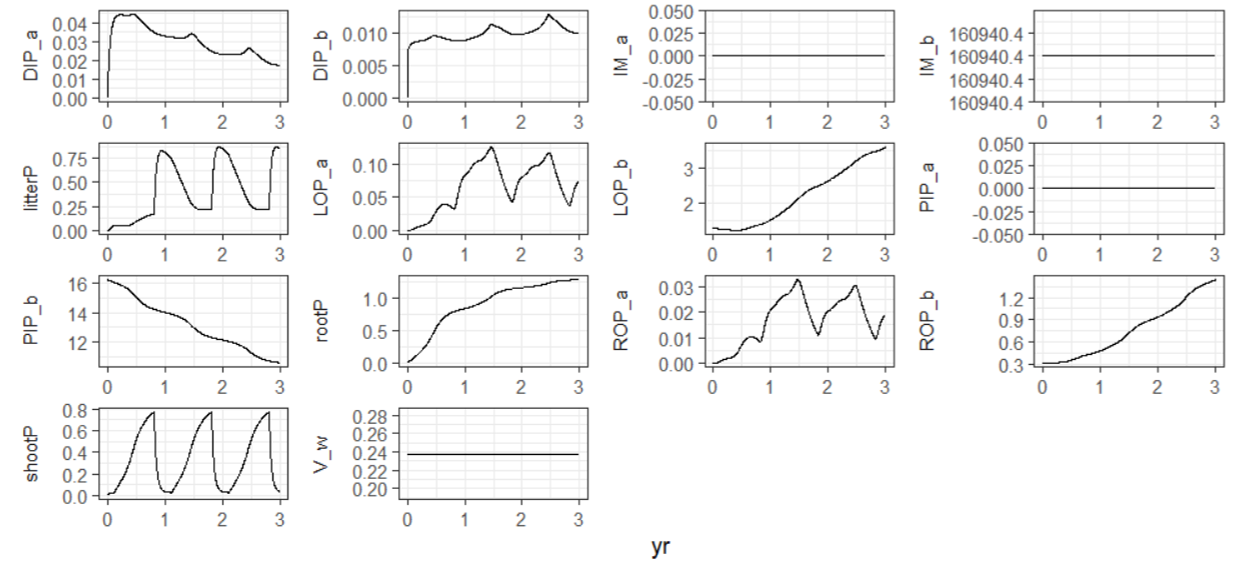 DIP_a
0.04
0.03
0.02
0.01
0.00
0 1 2 3
DIP_b
0.010
0.005
0.000
0 1 2 3
IM_a
0.050
0.025
0.000
-0.025
-0.050
0 1 2 3
IM_b
160940.4
160940.4
160940.4
160940.4
0 1 2 3
litterP
0.75
0.50
0.25
0.00
0 1 2 3
LOP_a
0.10
0.05
0.00
0 1 2 3
LOP_b
3
2
0 1 2 3
PIP_a
0.050
0.025
0.000
-0.025
-0.050
0 1 2 3
PIP_b
16
14
12
0 1 2 3
rootP
1.0
0.5
0.0
0 1 2 3
ROP_a
0.03
0.02
0.01
0.00
0 1 2 3
ROP_b
1.2
0.9
0.6
0.3
0 1 2 3
shootP
0.8
0.6
0.4
0.2
0.0
0 1 2 3
V_w
0.28
0.26
0.24
0.22
0.20
0 1 2 3
yr